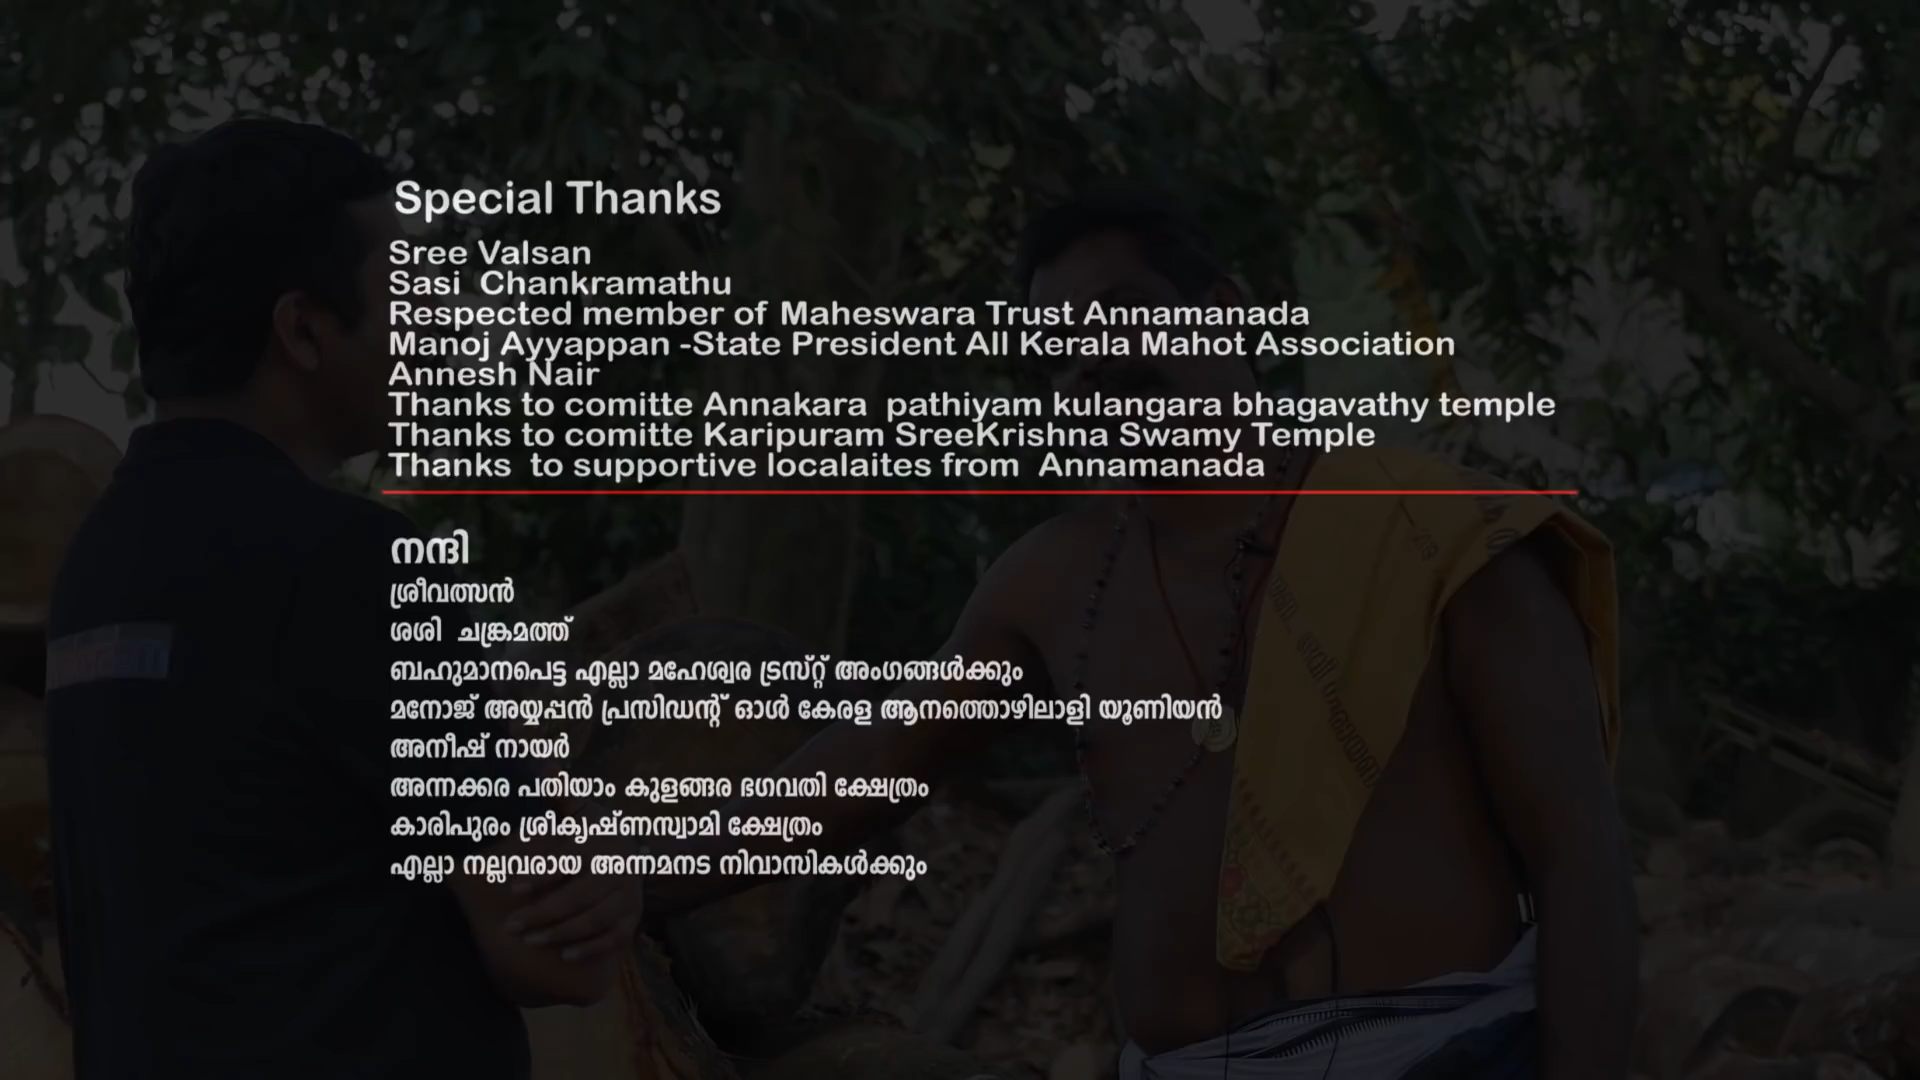 Special Thanks
Sree Valsan
Sasi Chankramathu
Respected member of Maheswara Trust Annamanada
Manoj Ayyappan -State President All Kerala Mahot Association
Annesh Nair
Thanks to comitte Annakara pathiyam kulangara bhagavathy temple
Thanks to comitte Karipuram SreeKrishna Swamy Temple
Thanks to supportive localaites from Annamanada
നന്ദി
ശ്രീവത്സൻ
ശശി ചങ്ക്രമത്ത്
ബഹുമാനപെട്ട എല്ലാ മഹേശ്വര ട്രസ്റ്റ് അംഗങ്ങൾക്കും
മനോജ് അയ്യപ്പൻ പ്രസിഡന്റ് ഓൾ കേരള ആനത്തൊഴിലാളി യൂണിയൻ
അനീഷ് നായർ
അന്നക്കര പതിയാം കുളങ്ങര ഭഗവതി ക്ഷേത്രം
കാരിപുരം ശ്രീകൃഷ്ണസ്വാമി ക്ഷേത്രം
എല്ലാ നല്ലവരായ അന്നമനട നിവാസികൾക്കും